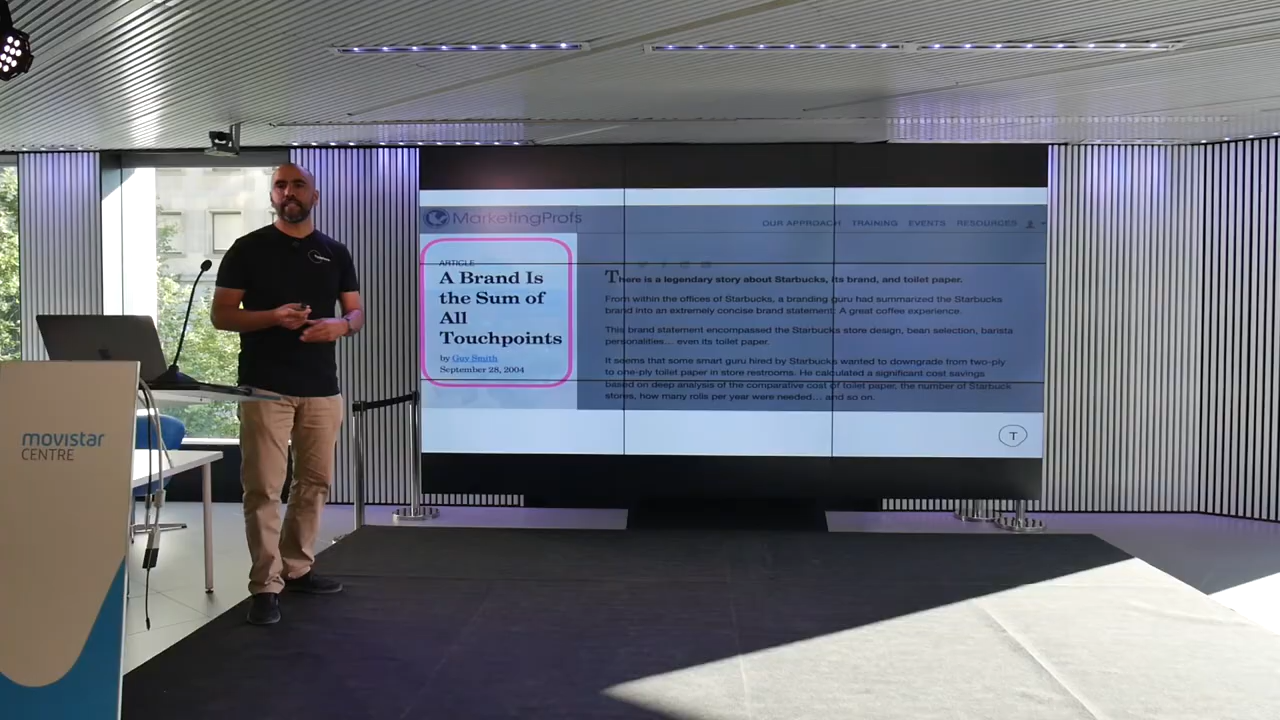 MarketingProfs
OUR APPROACH TRAINING EVENTS RESOURCES
ARTICLE
A Brand Is
the Sum of
All
Touchpoints
by Guy Smith
September 28, 2004
There is a legendary story about Starbucks, its brand, and toilet paper.
From within the offices of Starbucks, a branding guru had summarized the Starbucks
brand into an extremely concise brand statement: A great coffee experience.
This brand statement encompassed the Starbucks store design, bean selection, barista
personalities... even its toilet paper.
It seems that some smart guru hired by Starbucks wanted to downgrade from two-ply
to one-ply toilet paper in store restrooms. He calculated a significant cost savings
based on deep analysis of the comparative cost of toilet paper, the number of Starbuck
stores, how many rolls per year were needed... and so on.
T
movistar
CENTRE